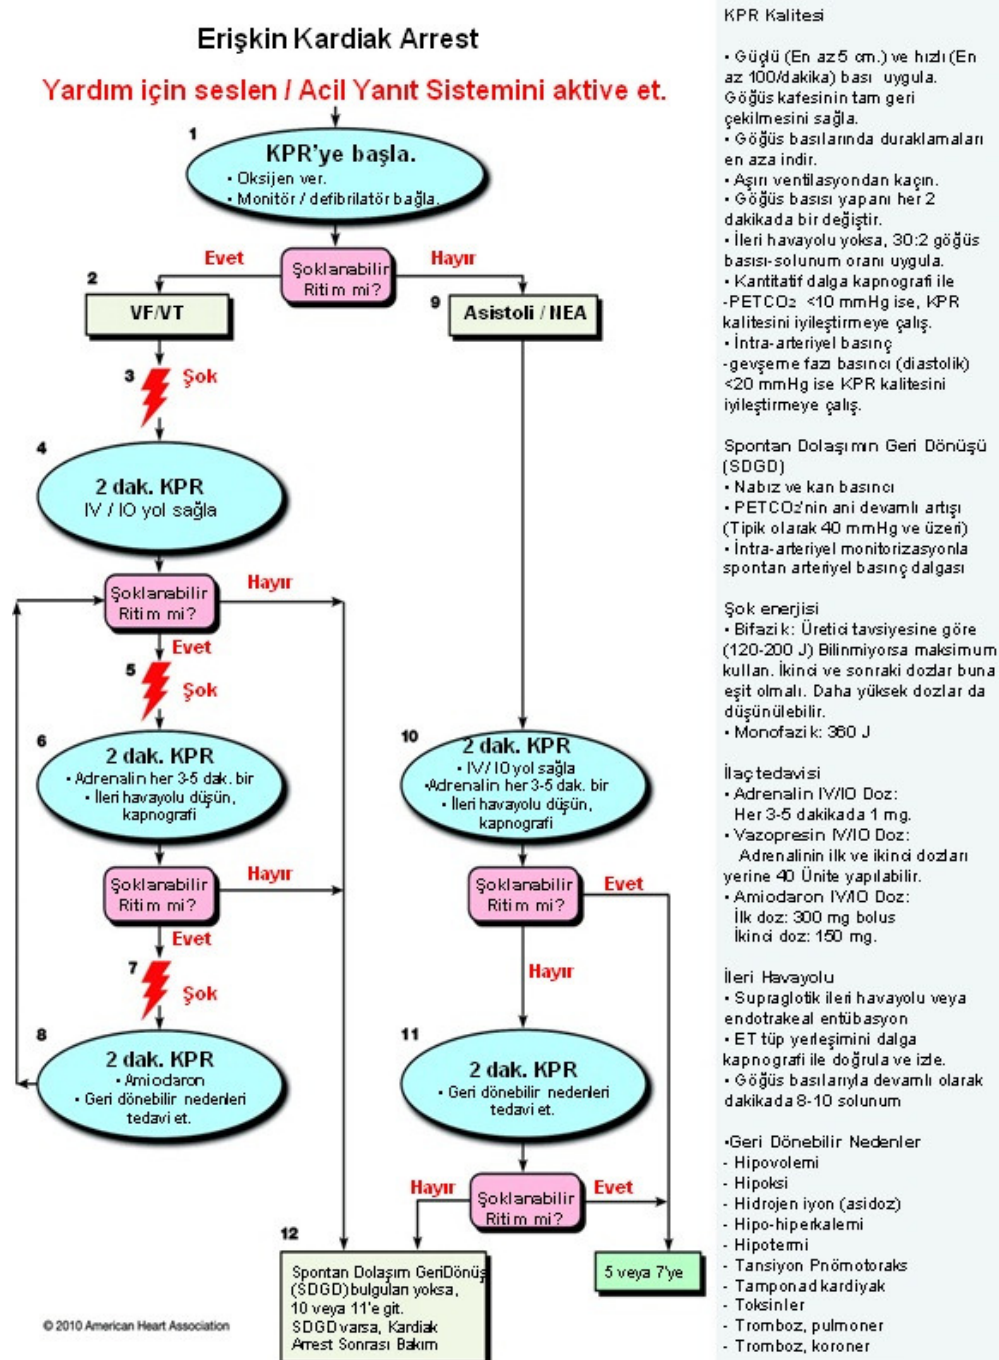 Erişkin Kardiak Arrest
Yardım için seslen / Acil Yanıt Sistemini aktive et.
1
KPR'ye başla.
• Oksijen ver.
• Monitör / defibrilatör bağla.
Şoklanabilir
Ritim mi?
Evet
Hayır
2
VF/VT
9
Asistoli / NEA
3
Şok
4
2 dak. KPR
IV / IO yol sağla
Şoklanabilir
Ritim mi?
Hayır
Evet
5
Şok
6
2 dak. KPR
• Adrenalin her 3-5 dak. bir
• İleri havayolu düşün,
kapnografi
Şoklanabilir
Ritim mi?
Hayır
Evet
7
Şok
8
2 dak. KPR
• Amiodaron
• Geri dönebilir nedenleri
tedavi et.
10
2 dak. KPR
• IV/ IO yol sağla
•Adrenalin her 3-5 dak. bir
• İleri havayolu düşün,
kapnografi
Şoklanabilir
Ritim mi?
Evet
Hayır
11
2 dak. KPR
• Geri dönebilir nedenleri
tedavi et.
Şoklanabilir
Ritim mi?
Hayır
Evet
12
Spontan Dolaşım GeriDönüş
(SDGD) bulguları yoksa,
10 veya 11'e git.
SDGD varsa, Kardiak
Arrest Sonrası Bakım
5 veya 7'ye
© 2010 American Heart Association
KPR Kalitesi
• Güçlü (En az 5 cm.) ve hızlı (En
az 100/dakika) bası uygula.
Göğüs kafesinin tam geri
çekilmesini sağla.
• Göğüs basılarında duraklamaları
en aza indir.
• Aşırı ventilasyondan kaçın.
• Göğüs basısı yapanı her 2
dakikada bir değiştir.
• İleri havayolu yoksa, 30:2 göğüs
basısı-solunum oranı uygula.
• Kantitatif dalga kapnografi ile
-PETCO₂ <10 mmHg ise, KPR
kalitesini iyileştirmeye çalış.
• İntra-arteriyel basınç
-gevşeme fazı basıncı (diastolik)
<20 mmHg ise KPR kalitesini
iyileştirmeye çalış.
Spontan Dolaşımın Geri Dönüşü
(SDGD)
• Nabız ve kan basıncı
• PETCO₂'nin ani devamlı artışı
(Tipik olarak 40 mmHg ve üzeri)
• İntra-arteriyel monitorizasyonla
spontan arteriyel basınç dalgası
Şok enerjisi
• Bifazik: Üretici tavsiyesine göre
(120-200 J) Bilinmiyorsa maksimum
kullan. İkinci ve sonraki dozlar buna
eşit olmalı. Daha yüksek dozlar da
düşünülebilir.
• Monofazik: 360 J
İlaç tedavisi
• Adrenalin IV/IO Doz:
Her 3-5 dakikada 1 mg.
• Vazopresin IV/IO Doz:
Adrenalinin ilk ve ikinci dozları
yerine 40 Ünite yapılabilir.
• Amiodaron IV/IO Doz:
İlk doz: 300 mg bolus
İkinci doz: 150 mg.
İleri Havayolu
• Supraglotik ileri havayolu veya
endotrakeal entübasyon
• ET tüp yerleşimini dalga
kapnografi ile doğrula ve izle.
• Göğüs basılarıyla devamlı olarak
dakikada 8-10 solunum
•Geri Dönebilir Nedenler
- Hipovolemi
- Hipoksi
- Hidrojen iyon (asidoz)
- Hipo-hiperkalemi
- Hipotermi
- Tansiyon Pnömotoraks
- Tamponad kardiyak
- Toksinler
- Tromboz, pulmoner
- Tromboz, koroner